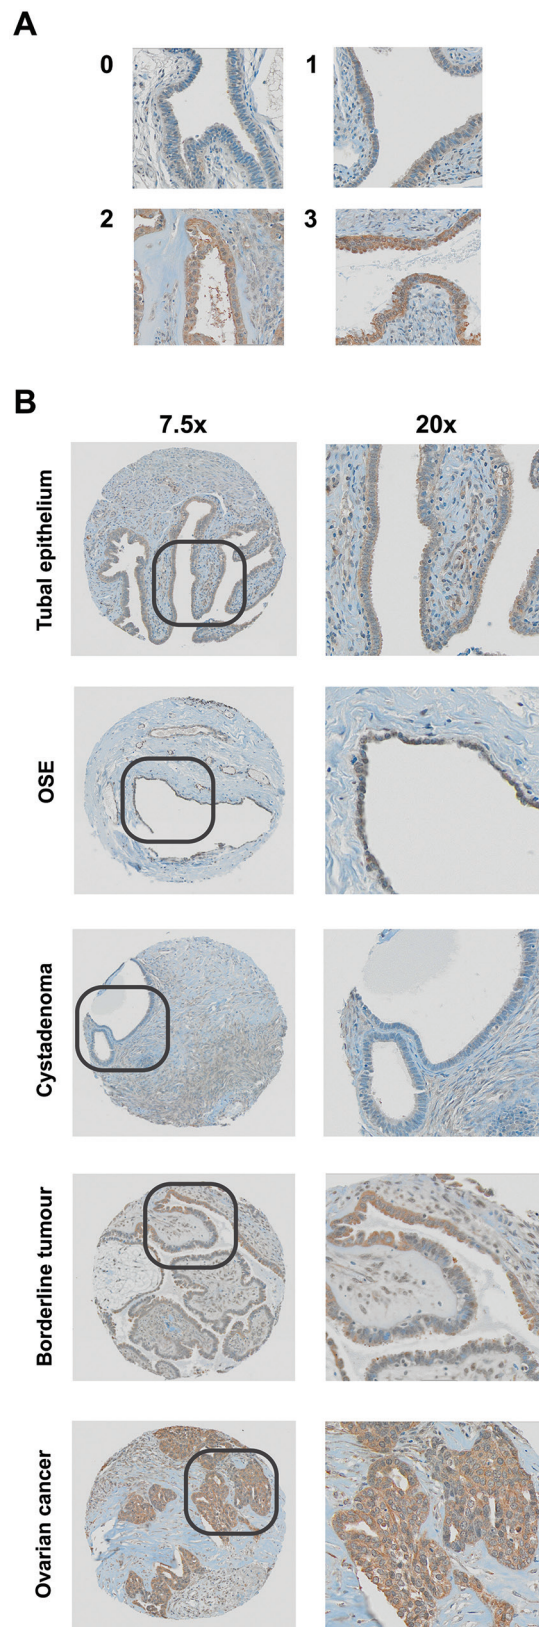 A
0
1
2
3
B
7.5x
20x
Tubal epithelium
OSE
Cystadenoma
Borderline tumour
Ovarian cancer